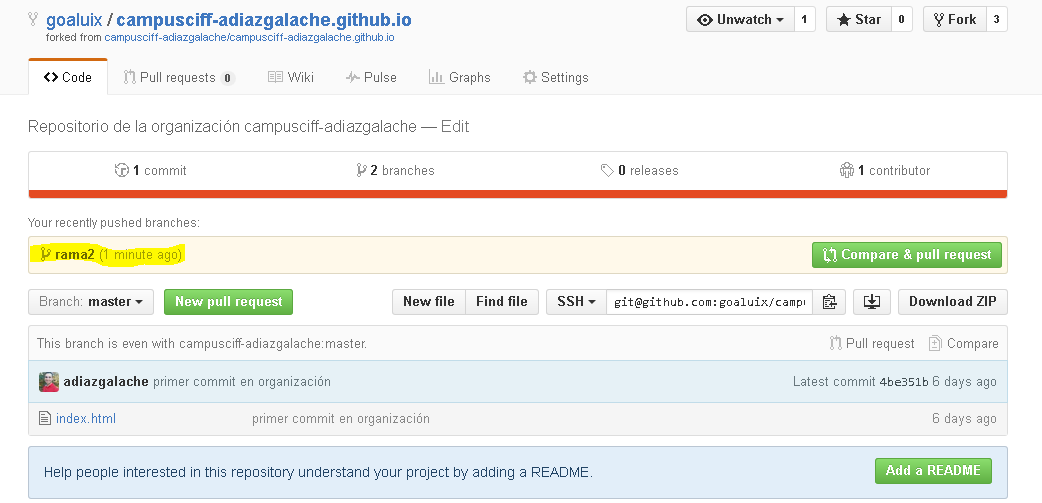 goaluix / campusciff-adiazgalache.github.io
Unwatch 1 Star 0 Fork 3
forked from campusciff-adiazgalache/campusciff-adiazgalache.github.io
Code Pull requests 0 Wiki Pulse Graphs Settings
Repositorio de la organización campusciff-adiazgalache — Edit
1 commit 2 branches 0 releases 1 contributor
Your recently pushed branches:
rama2 (1 minute ago) Compare & pull request
Branch: master New pull request New file Find file SSH git@github.com:goaluix/camp Download ZIP
This branch is even with campusciff-adiazgalache:master. Pull request Compare
adiazgalache primer commit en organización Latest commit 4be351b 6 days ago
index.html primer commit en organización 6 days ago
Help people interested in this repository understand your project by adding a README. Add a README